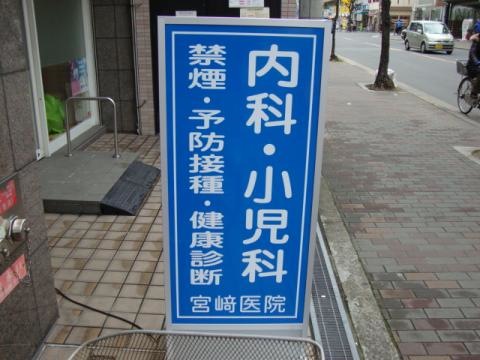 内科・小児科
禁煙・予防接種・健康診断
宮﨑医院